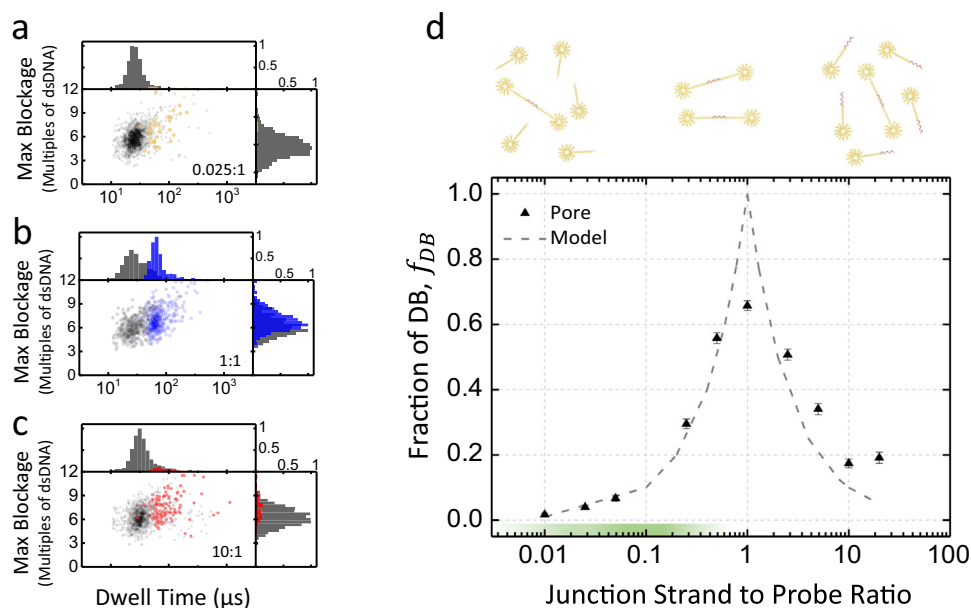 a
Max Blockage
(Multiples of dsDNA)
1
0.5
0.5
1
12
9
6
3
0.025:1
10¹
10²
10³
b
Max Blockage
(Multiples of dsDNA)
1
0.5
0.5
1
12
9
6
3
1:1
10¹
10²
10³
c
Max Blockage
(Multiples of dsDNA)
1
0.5
0.5
1
12
9
6
3
10:1
Dwell Time (μs)
d
Fraction of DB, f_DB
1.0
0.8
0.6
0.4
0.2
0.0
Pore
Model
0.01
0.1
1
10
100
Junction Strand to Probe Ratio